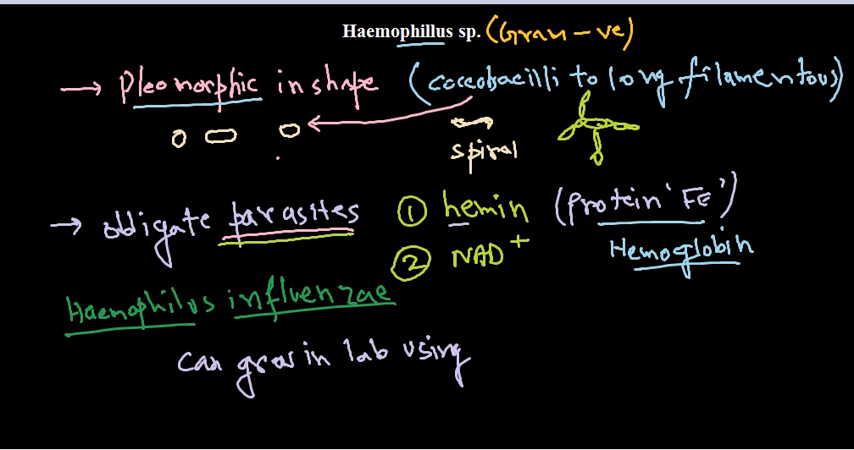 Haemophillus sp. (Gram -ve)
→ Pleomorphic in shape (coccobacilli to long filamentous)
spiral
→ obligate parasites ① hemin (protein 'FE')
② NAD+ Hemoglobin
Haemophilus influenzae
can grow in lab using